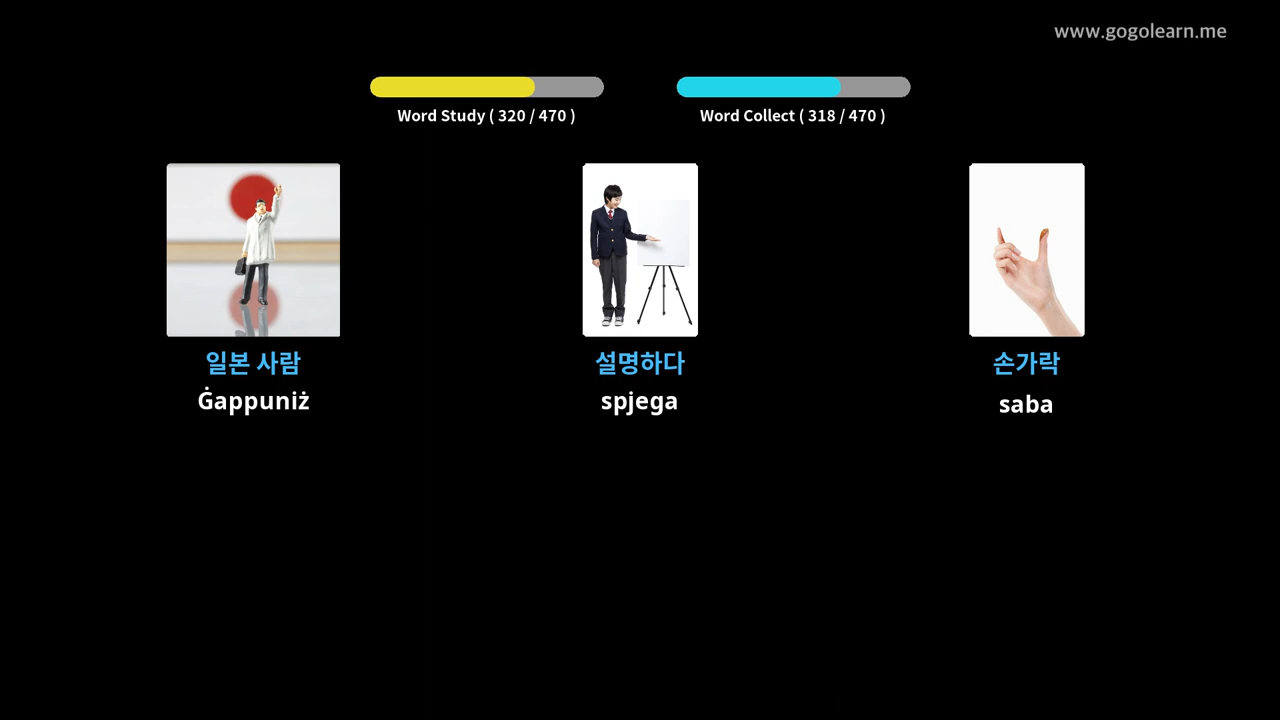 www.gogolearn.me
Word Study ( 320 / 470 )
Word Collect ( 318 / 470 )
일본 사람
Ġappuniż
설명하다
spjega
손가락
saba